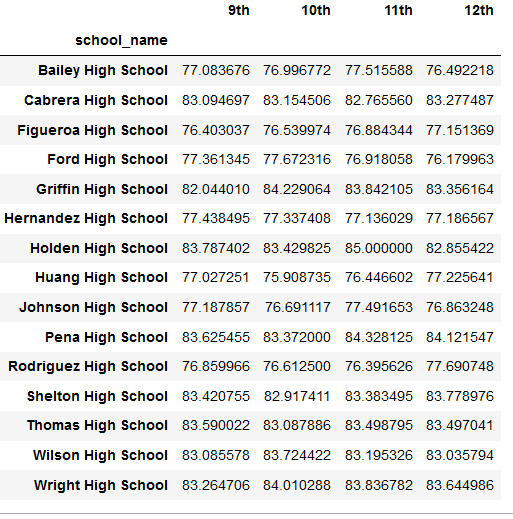 9th 10th 11th 12th
school_name
Bailey High School 77.083676 76.996772 77.515588 76.492218
Cabrera High School 83.094697 83.154506 82.765560 83.277487
Figueroa High School 76.403037 76.539974 76.884344 77.151369
Ford High School 77.361345 77.672316 76.918058 76.179963
Griffin High School 82.044010 84.229064 83.842105 83.356164
Hernandez High School 77.438495 77.337408 77.136029 77.186567
Holden High School 83.787402 83.429825 85.000000 82.855422
Huang High School 77.027251 75.908735 76.446602 77.225641
Johnson High School 77.187857 76.691117 77.491653 76.863248
Pena High School 83.625455 83.372000 84.328125 84.121547
Rodriguez High School 76.859966 76.612500 76.395626 77.690748
Shelton High School 83.420755 82.917411 83.383495 83.778976
Thomas High School 83.590022 83.087886 83.498795 83.497041
Wilson High School 83.085578 83.724422 83.195326 83.035794
Wright High School 83.264706 84.010288 83.836782 83.644986